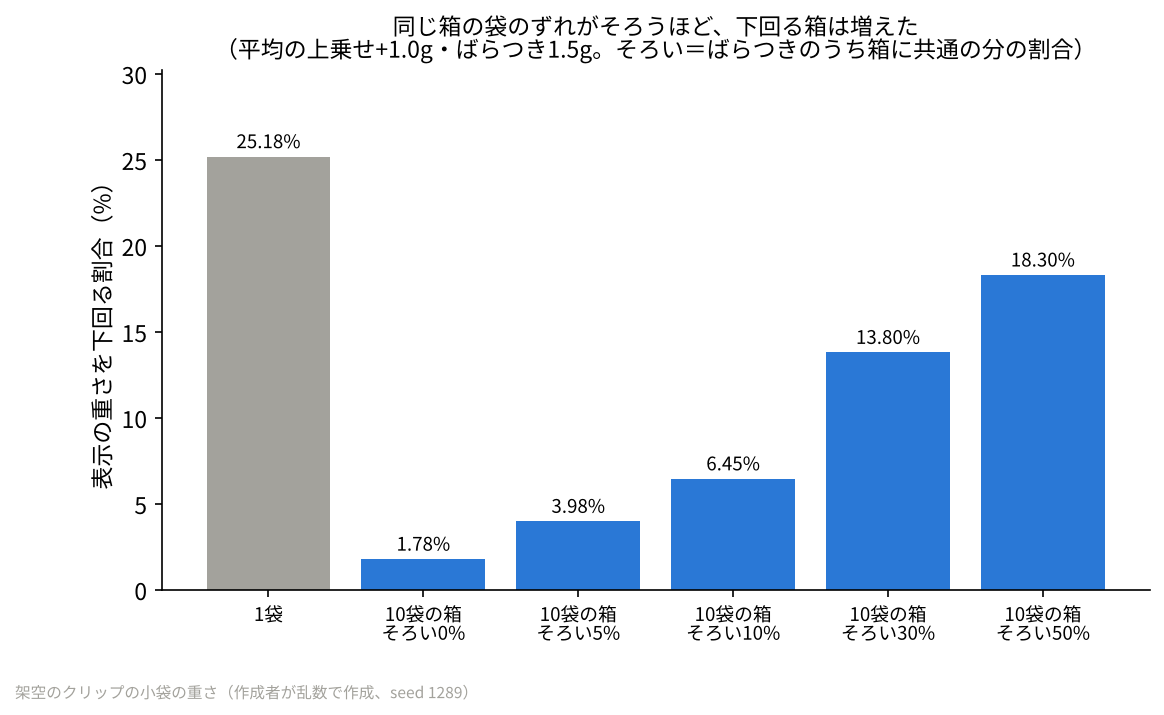 同じ箱の袋のずれがそろうほど、下回る箱は増えた
（平均の上乗せ+1.0g・ばらつき1.5g。そろい＝ばらつきのうち箱に共通の分の割合）
表示の重さを下回る割合（%）
30
25
20
15
10
5
0
25.18%
1.78%
3.98%
6.45%
13.80%
18.30%
1袋
10袋の箱
そろい0%
10袋の箱
そろい5%
10袋の箱
そろい10%
10袋の箱
そろい30%
10袋の箱
そろい50%
架空のクリップの小袋の重さ（作成者が乱数で作成、seed 1289）